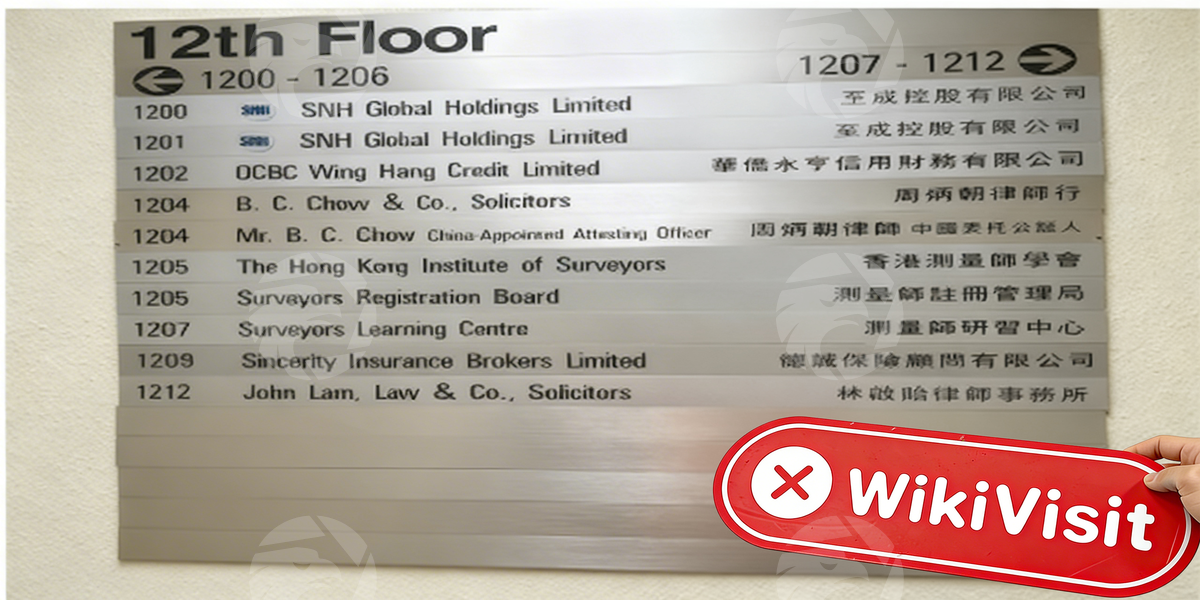 12th Floor
1200 - 1206 1207 - 1212
1200 SNH SNH Global Holdings Limited 至成控股有限公司
1201 SNH Global Holdings Limited 至成控股有限公司
1202 OCBC Wing Hang Credit Limited 華僑永亨信用財務有限公司
1204 B. C. Chow & Co., Solicitors 周炳朝律師行
1204 Mr. B. C. Chow China-Appointed Attesting Officer 周炳朝律師 中國委托公證人
1205 The Hong Kong Institute of Surveyors 香港測量師學會
1205 Surveyors Registration Board 測量師註冊管理局
1207 Surveyors Learning Centre 測量師研習中心
1209 Sincerity Insurance Brokers Limited 德誠保險顧問有限公司
1212 John Lam, Law & Co., Solicitors 林啟貽律師事務所
WikiVisit